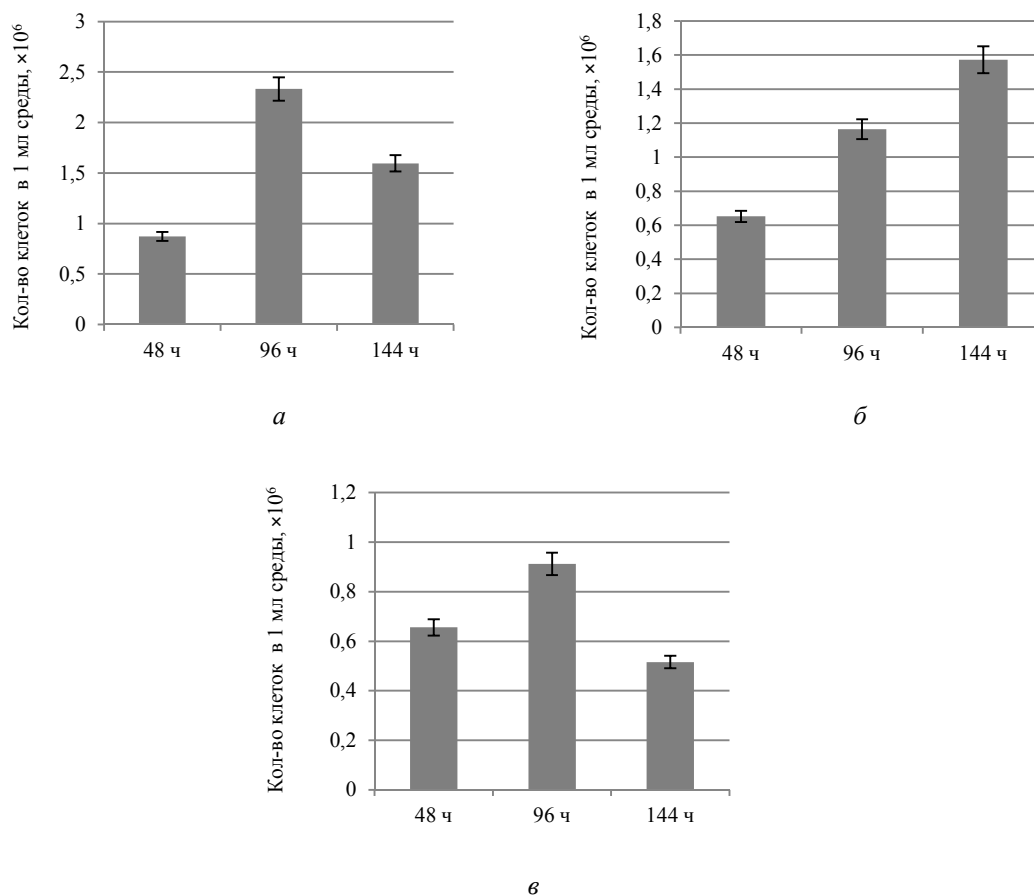 Кол-во клеток в 1 мл среды, ×10⁶
3
2,5
2
1,5
1
0,5
0
48 ч 96 ч 144 ч
а
Кол-во клеток в 1 мл среды, ×10⁶
1,8
1,6
1,4
1,2
1
0,8
0,6
0,4
0,2
0
48 ч 96 ч 144 ч
б
Кол-во клеток в 1 мл среды, ×10⁶
1,2
1
0,8
0,6
0,4
0,2
0
48 ч 96 ч 144 ч
в